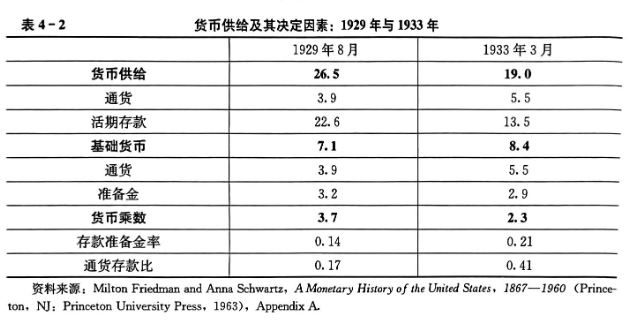 表 4-2 货币供给及其决定因素：1929 年与 1933 年
1929 年 8 月 1933 年 3 月
货币供给 26.5 19.0
通货 3.9 5.5
活期存款 22.6 13.5
基础货币 7.1 8.4
通货 3.9 5.5
准备金 3.2 2.9
货币乘数 3.7 2.3
存款准备金率 0.14 0.21
通货存款比 0.17 0.41
资料来源：Milton Friedman and Anna Schwartz, A Monetary History of the United States, 1867—1960 (Prince-
ton, NJ: Princeton University Press, 1963), Appendix A.